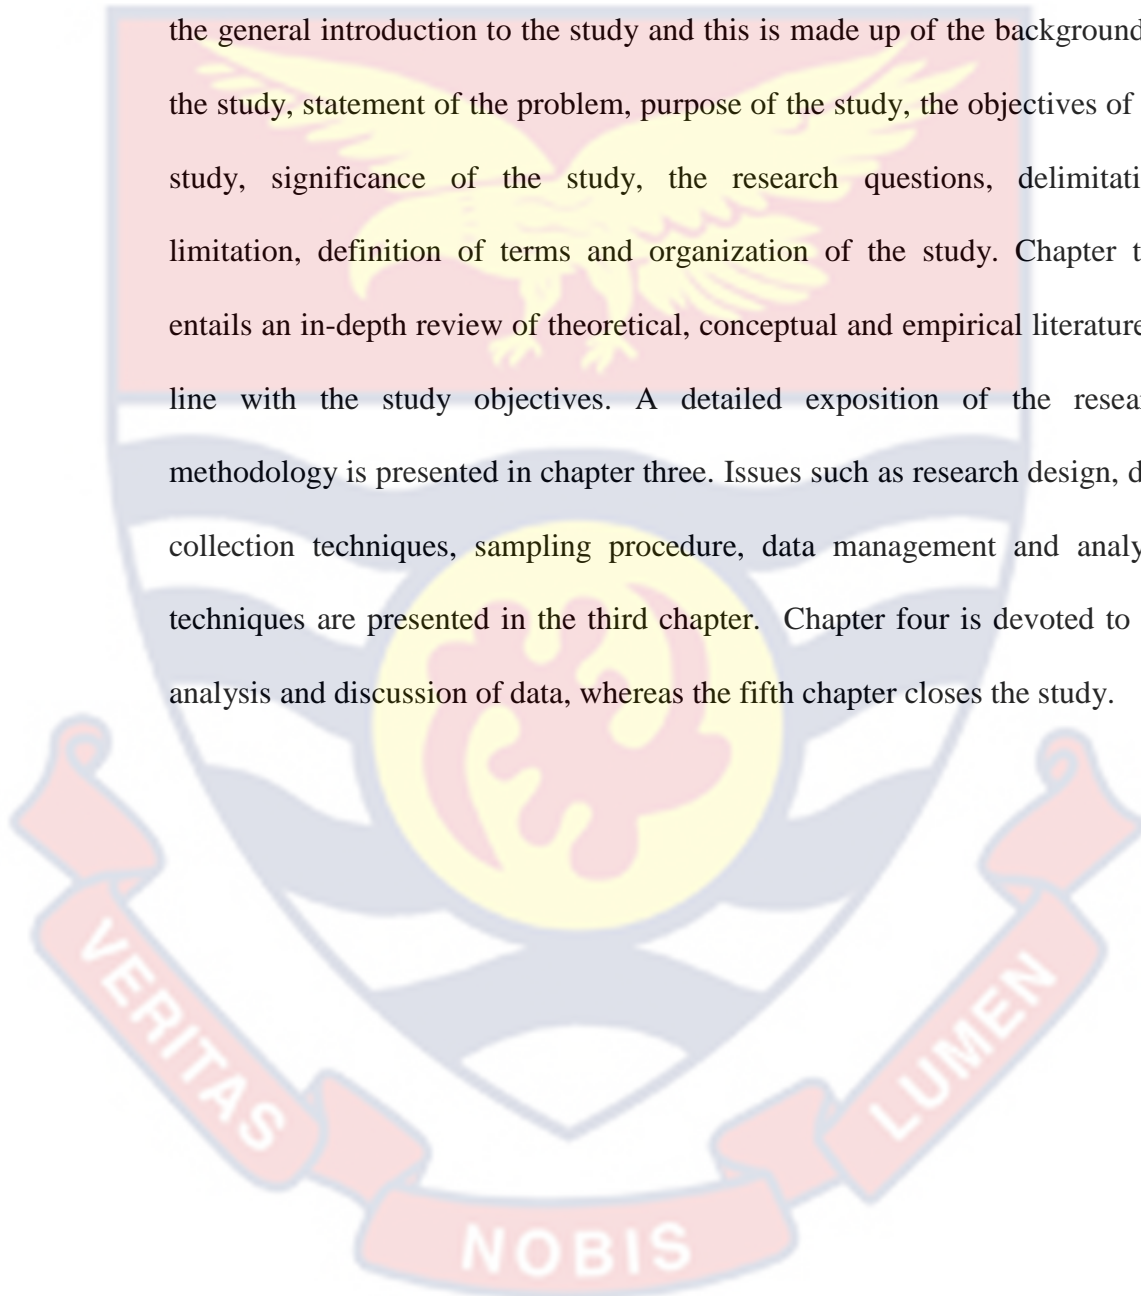 the general introduction to the study and this is made up of the background
the study, statement of the problem, purpose of the study, the objectives of
study, significance of the study, the research questions, delimitati
limitation, definition of terms and organization of the study. Chapter t
entails an in-depth review of theoretical, conceptual and empirical literature
line with the study objectives. A detailed exposition of the resear
methodology is presented in chapter three. Issues such as research design, d
collection techniques, sampling procedure, data management and analy
techniques are presented in the third chapter. Chapter four is devoted to
analysis and discussion of data, whereas the fifth chapter closes the study.
VERITAS
NOBIS
LUMEN